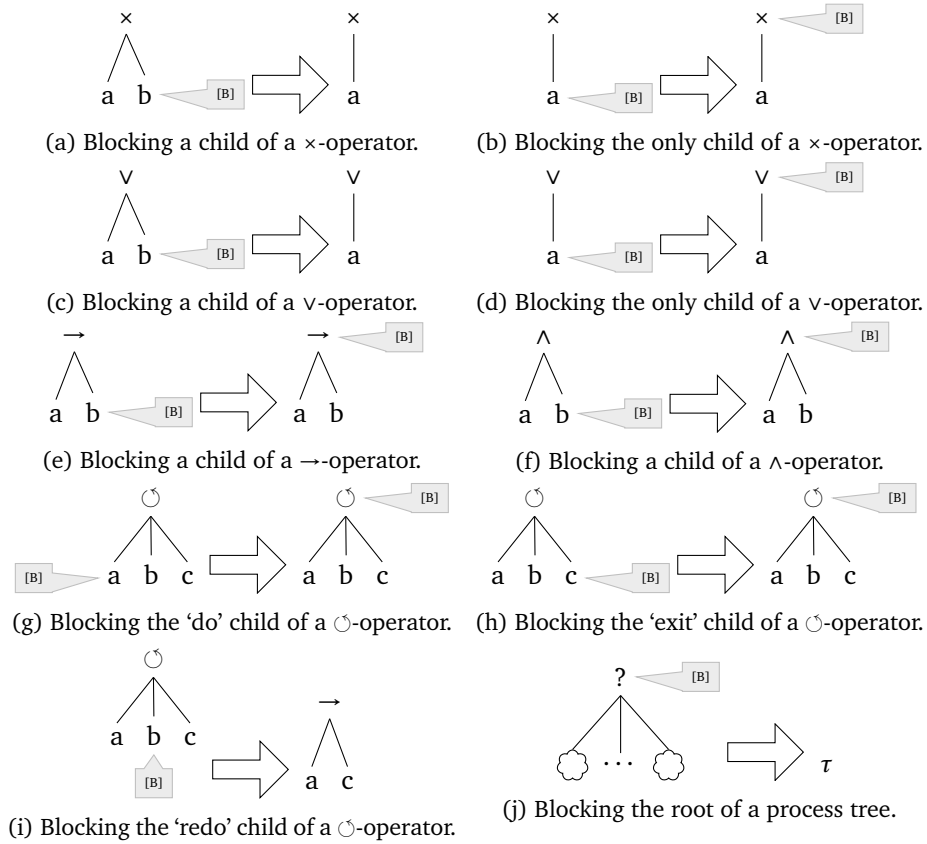 × ×
a b [B] a
(a) Blocking a child of a ×-operator.
× × [B]
a [B] a
(b) Blocking the only child of a ×-operator.
∨ ∨
a b [B] a
(c) Blocking a child of a ∨-operator.
∨ ∨ [B]
a [B] a
(d) Blocking the only child of a ∨-operator.
→ → [B]
a b [B] a b
(e) Blocking a child of a →-operator.
∧ ∧ [B]
a b [B] a b
(f) Blocking a child of a ∧-operator.
↺ ↺ [B]
[B] a b c a b c
(g) Blocking the ‘do’ child of a ↺-operator.
↺ ↺ [B]
a b c [B] a b c
(h) Blocking the ‘exit’ child of a ↺-operator.
↺ →
a b c
[B] a c
(i) Blocking the ‘redo’ child of a ↺-operator.
? [B]
··· τ
(j) Blocking the root of a process tree.